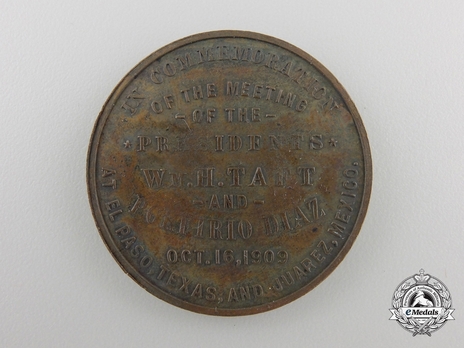 IN COMMEMORATION
OF THE MEETING
- OF THE -
★PRESIDENTS★
WM.H.TAFT
- AND -
PORFIRIO DIAZ
OCT.16,1909
AT EL PASO, TEXAS, AND JUAREZ, MEXICO,
eMedals